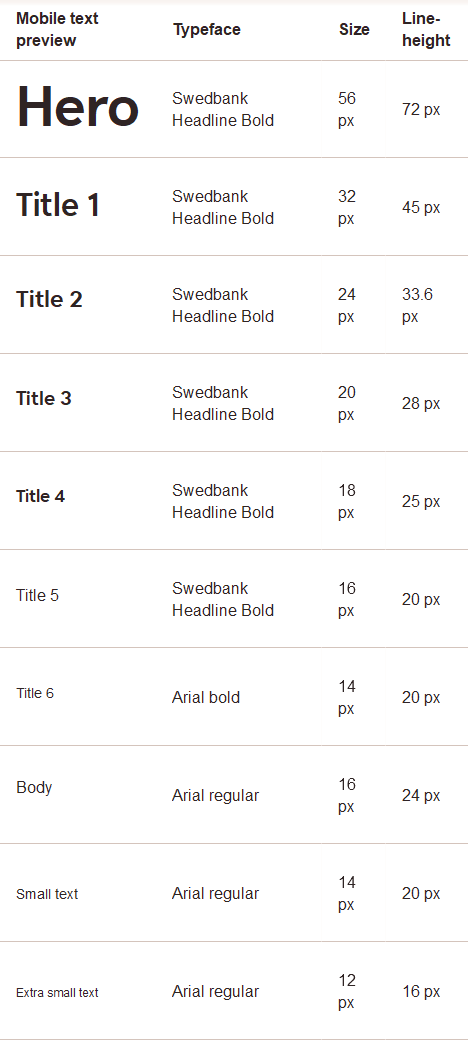 Mobile text preview Typeface Size Line-height
Hero Swedbank Headline Bold 56 px 72 px
Title 1 Swedbank Headline Bold 32 px 45 px
Title 2 Swedbank Headline Bold 24 px 33.6 px
Title 3 Swedbank Headline Bold 20 px 28 px
Title 4 Swedbank Headline Bold 18 px 25 px
Title 5 Swedbank Headline Bold 16 px 20 px
Title 6 Arial bold 14 px 20 px
Body Arial regular 16 px 24 px
Small text Arial regular 14 px 20 px
Extra small text Arial regular 12 px 16 px